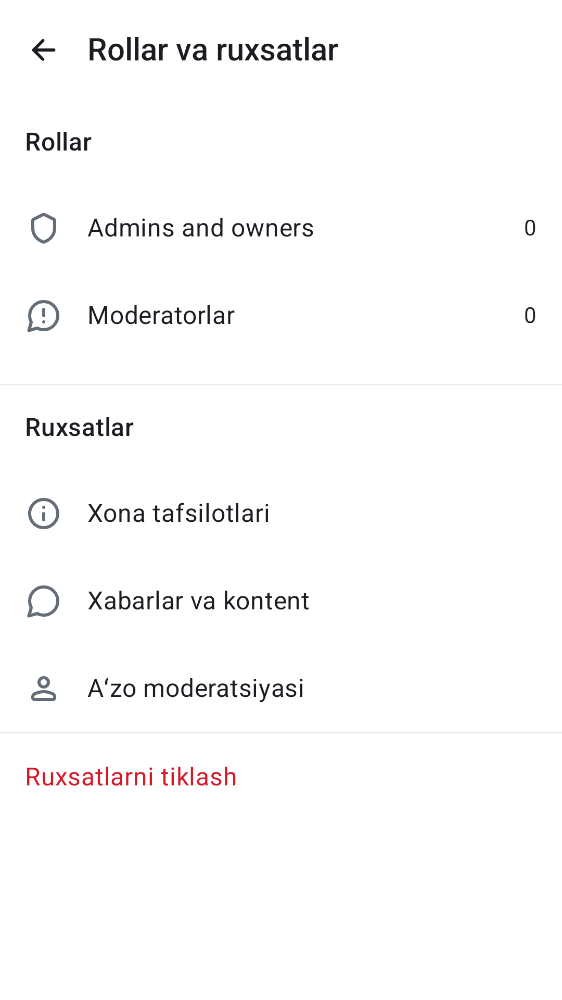 Rollar va ruxsatlar
Rollar
Admins and owners 0
Moderatorlar 0
Ruxsatlar
Xona tafsilotlari
Xabarlar va kontent
Aʻzo moderatsiyasi
Ruxsatlarni tiklash